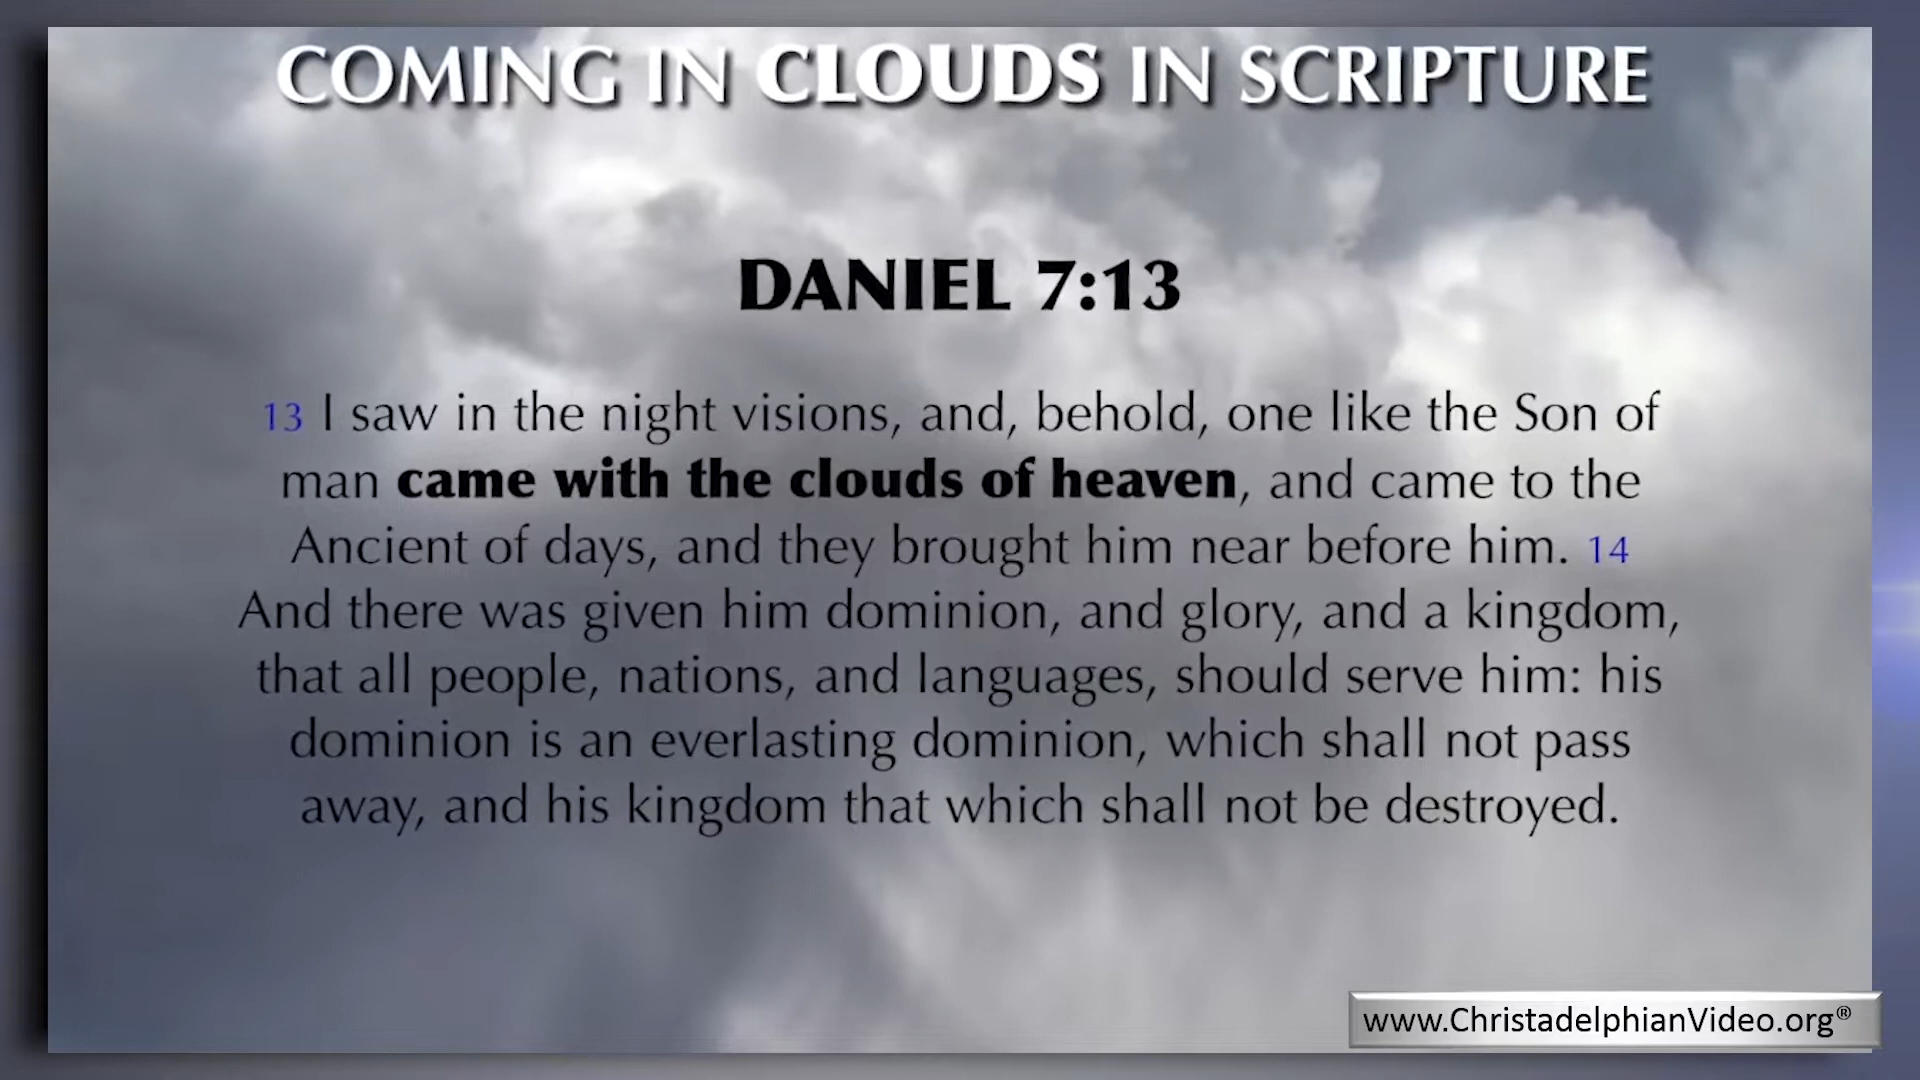 COMING IN CLOUDS IN SCRIPTURE
DANIEL 7:13
13 I saw in the night visions, and, behold, one like the Son of
man came with the clouds of heaven, and came to the
Ancient of days, and they brought him near before him. 14
And there was given him dominion, and glory, and a kingdom,
that all people, nations, and languages, should serve him: his
dominion is an everlasting dominion, which shall not pass
away, and his kingdom that which shall not be destroyed.
www.ChristadelphianVideo.org®